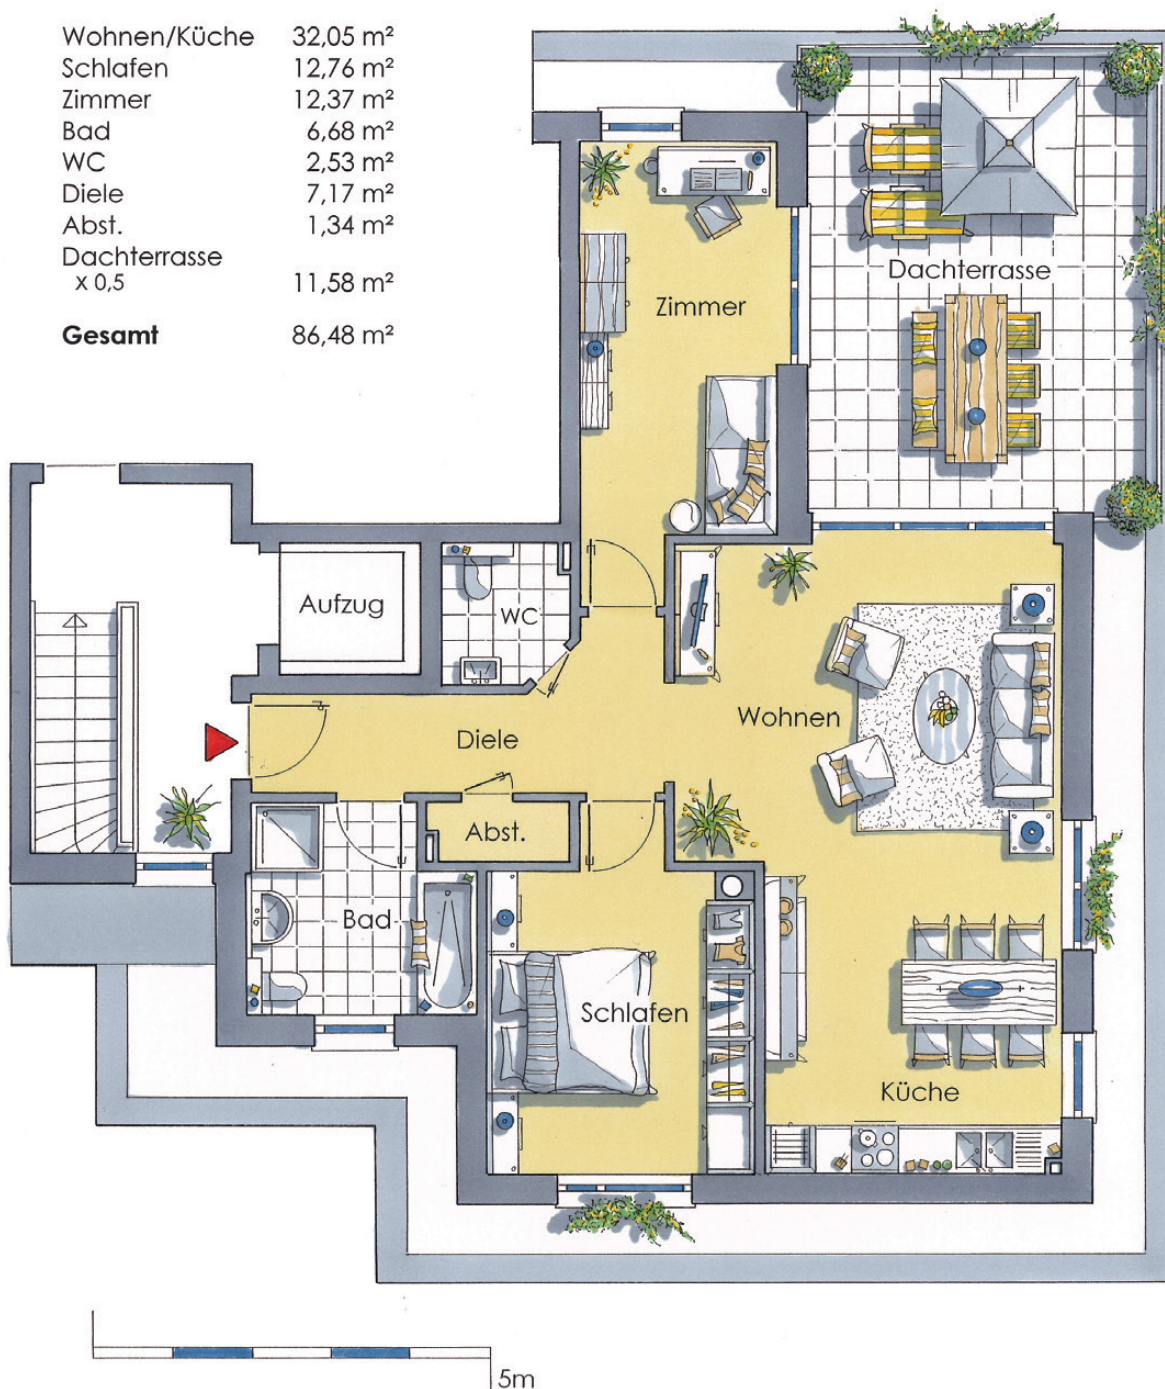 Wohnen/Küche 32,05 m²
Schlafen 12,76 m²
Zimmer 12,37 m²
Bad 6,68 m²
WC 2,53 m²
Diele 7,17 m²
Abst. 1,34 m²
Dachterrasse
x 0,5 11,58 m²
Gesamt 86,48 m²
Dachterrasse
Zimmer
Aufzug
WC
Wohnen
Diele
Abst.
Bad
Schlafen
Küche
5m